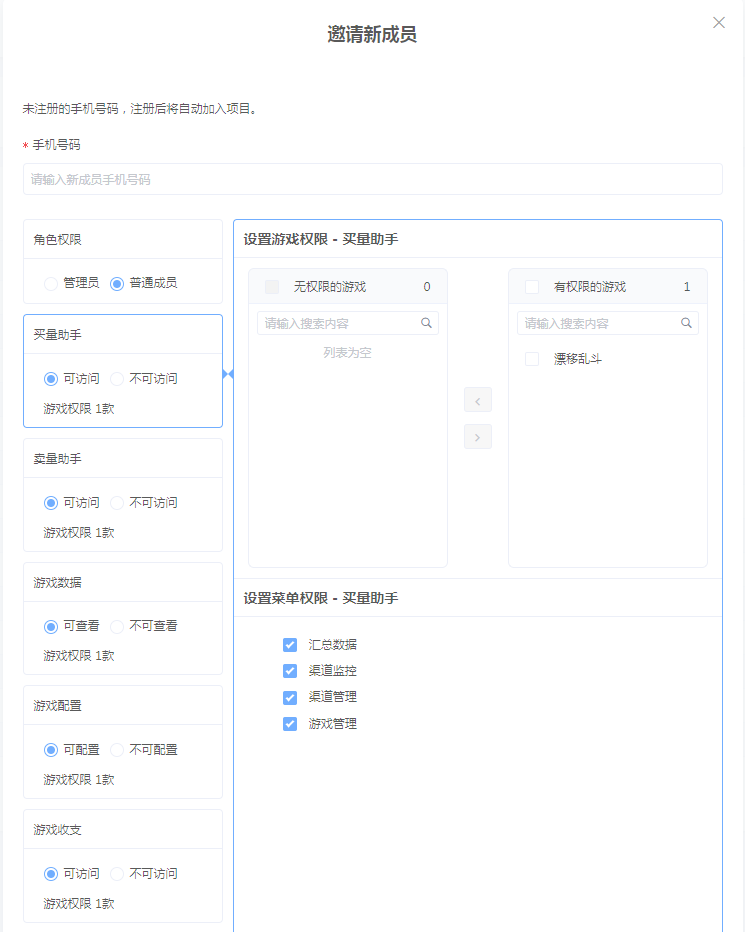 邀请新成员
未注册的手机号码，注册后将自动加入项目。
* 手机号码
请输入新成员手机号码
角色权限
管理员 普通成员
买量助手
可访问 不可访问
游戏权限 1款
卖量助手
可访问 不可访问
游戏权限 1款
游戏数据
可查看 不可查看
游戏权限 1款
游戏配置
可配置 不可配置
游戏权限 1款
游戏收支
可访问 不可访问
游戏权限 1款
设置游戏权限 - 买量助手
无权限的游戏 0
请输入搜索内容
列表为空
有权限的游戏 1
请输入搜索内容
漂移乱斗
设置菜单权限 - 买量助手
汇总数据
渠道监控
渠道管理
游戏管理